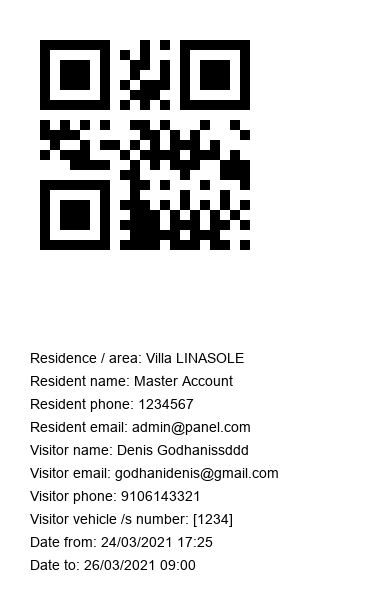 Residence / area: Villa LINASOLE
Resident name: Master Account
Resident phone: 1234567
Resident email: admin@panel.com
Visitor name: Denis Godhanissddd
Visitor email: godhanidenis@gmail.com
Visitor phone: 9106143321
Visitor vehicle /s number: [1234]
Date from: 24/03/2021 17:25
Date to: 26/03/2021 09:00